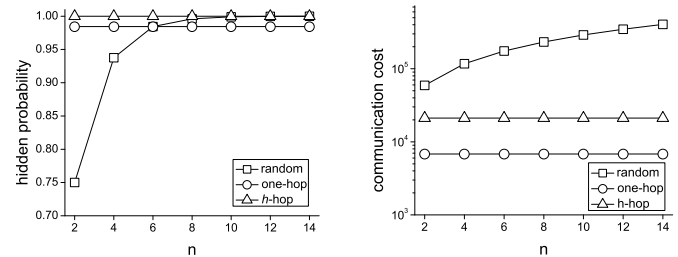 1.00
0.95
0.90
0.85
0.80
0.75
0.70
hidden probability
random
one-hop
h-hop
2 4 6 8 10 12 14
n
10^5
10^4
10^3
communication cost
random
one-hop
h-hop
2 4 6 8 10 12 14
n